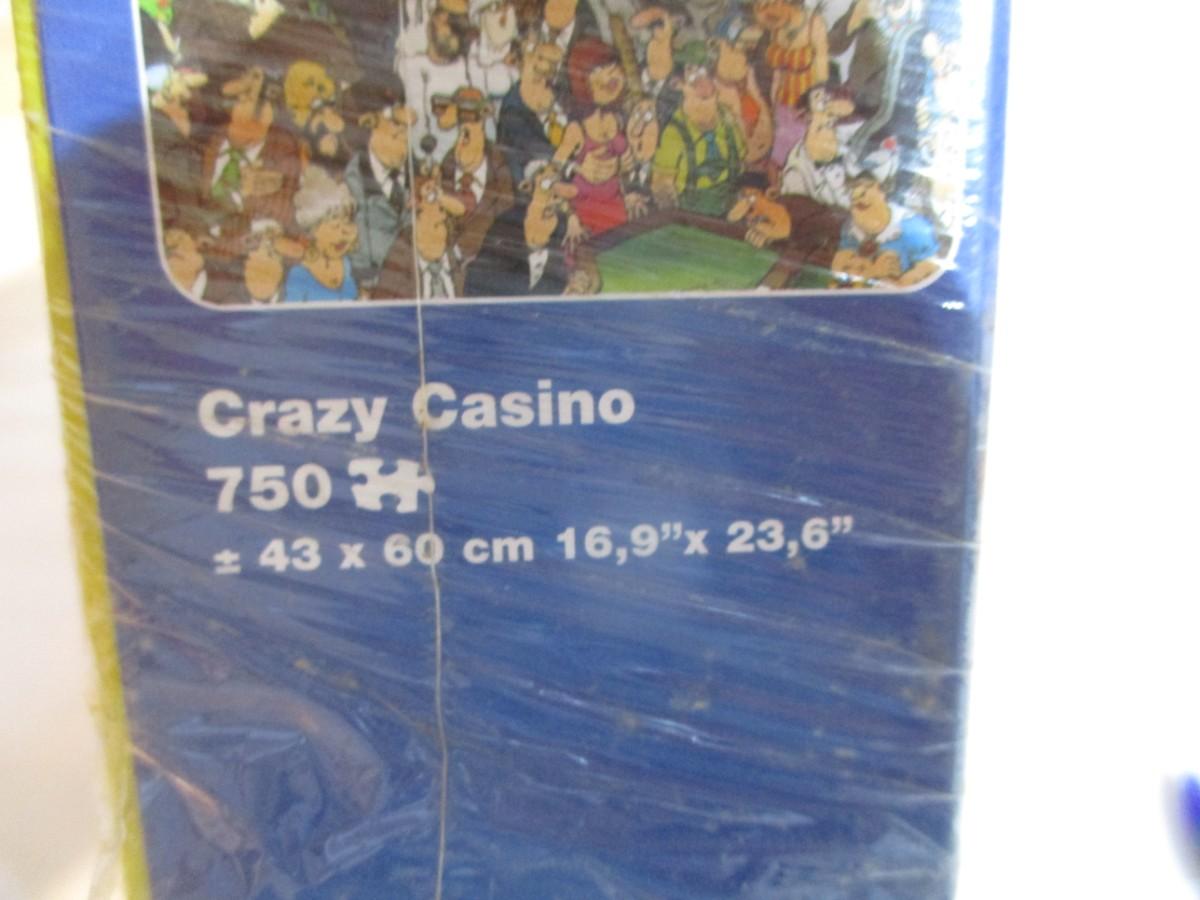 Crazy Casino
750
± 43 x 60 cm 16,9”x 23,6”